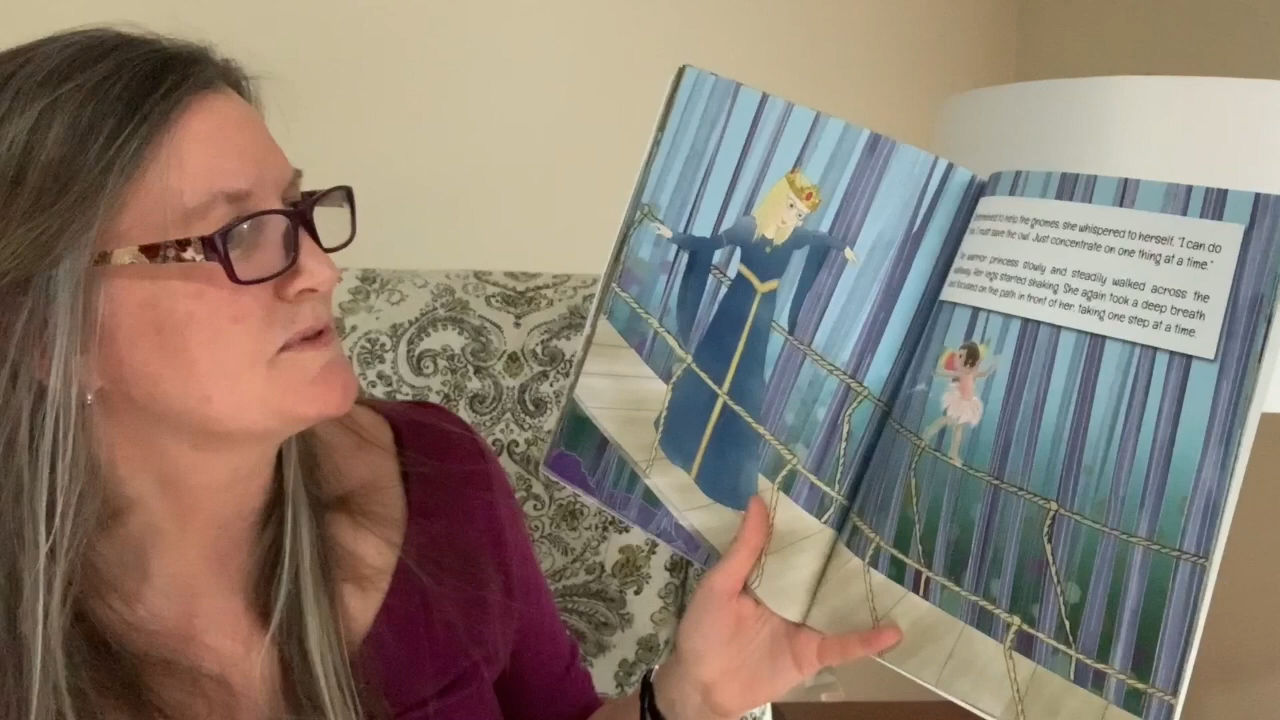 to help the gnomes, she whispered to herself, "I can do
I must save the owl. Just concentrate on one thing at a time."
The warrior princess slowly and steadily walked across the
walkway. Her legs started shaking. She again took a deep breath
and focused on the path in front of her: taking one step at a time.